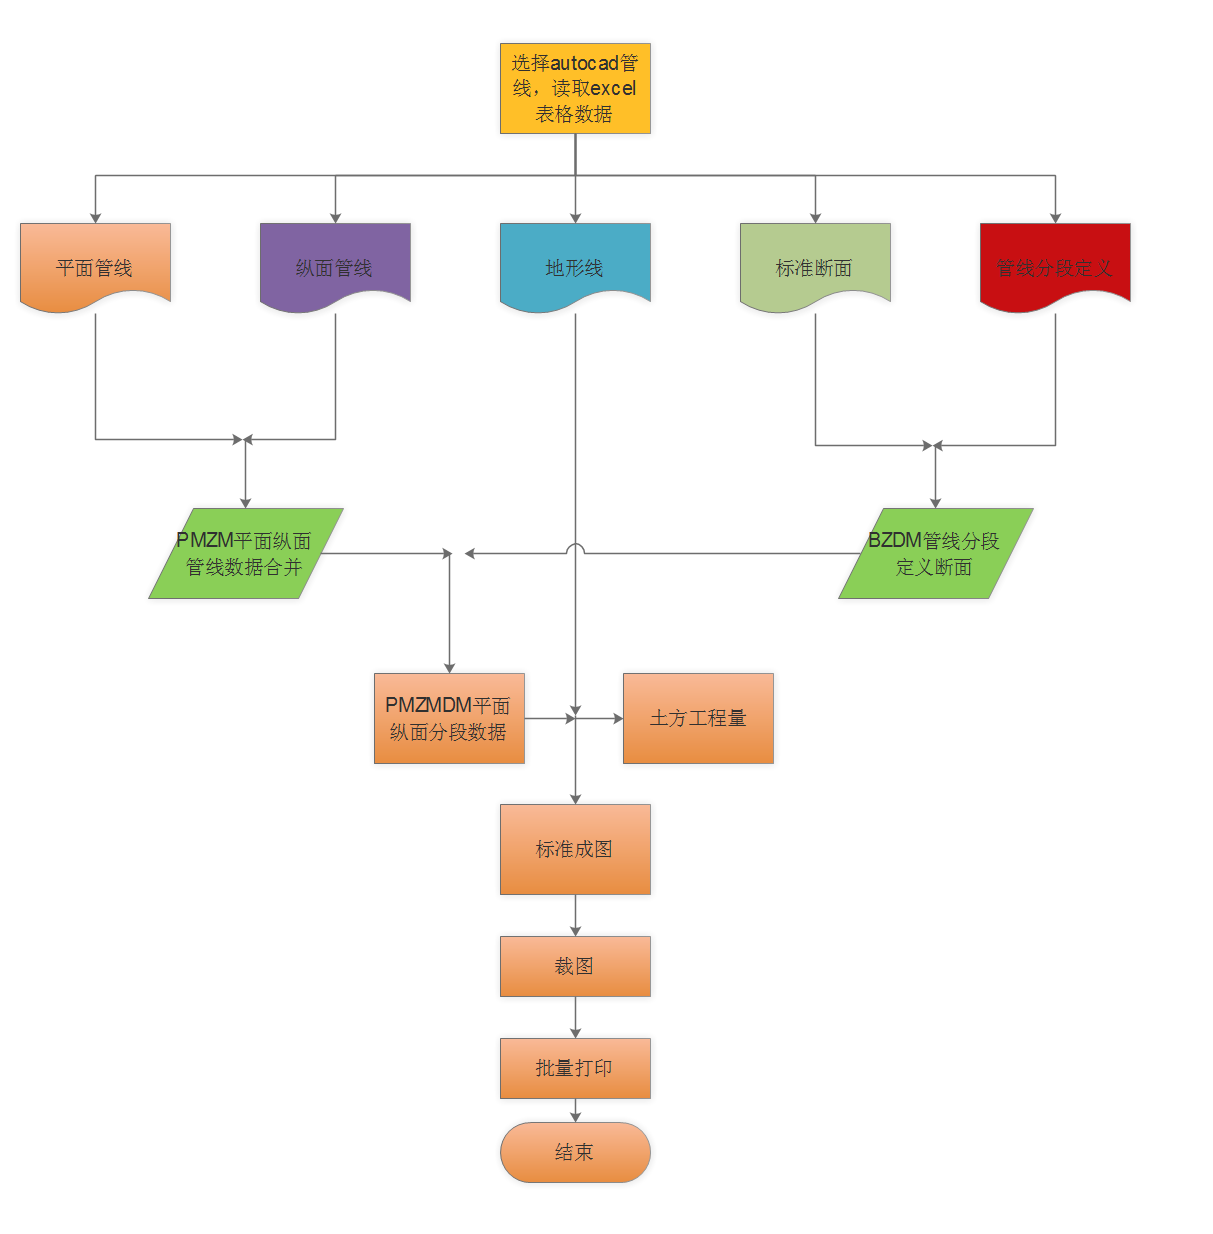 选择autocad管
线，读取excel
表格数据
平面管线
纵面管线
地形线
标准断面
管线分段定义
PMZM平面纵面
管线数据合并
BZDM管线分段
定义断面
PMZMDM平面
纵面分段数据
土方工程量
标准成图
裁图
批量打印
结束